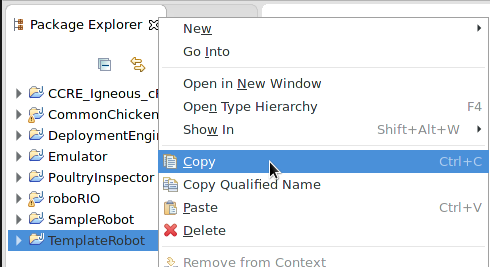 Package Explorer
CCRE_Igneous_c
CommonChicken
DeploymentEngi
Emulator
PoultryInspector
roboRIO
SampleRobot
TemplateRobot
New
Go Into
Open in New Window
Open Type Hierarchy F4
Show In Shift+Alt+W
Copy Ctrl+C
Copy Qualified Name
Paste Ctrl+V
Delete
Remove from Context